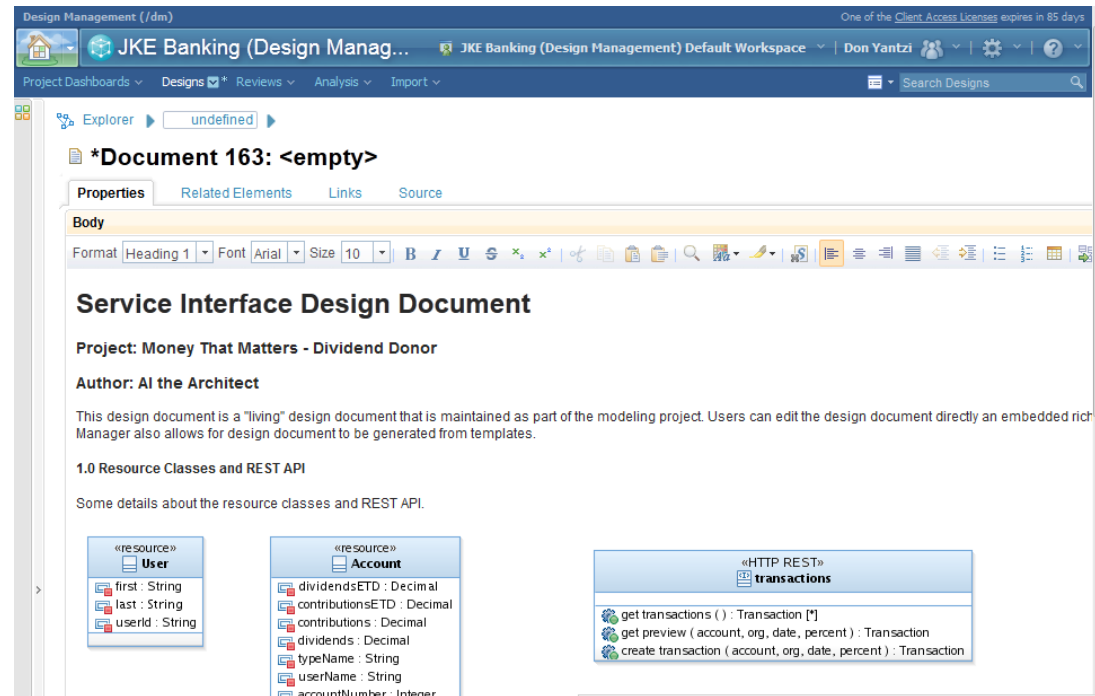 Design Management (/dm) One of the Client Access Licenses expires in 85 days
JKE Banking (Design Manag... JKE Banking (Design Management) Default Workspace Don Yantzi
Project Dashboards Designs * Reviews Analysis Import Search Designs
Explorer undefined
*Document 163: <empty>
Properties Related Elements Links Source
Body
Format Heading 1 Font Arial Size 10 B I U S
Service Interface Design Document
Project: Money That Matters - Dividend Donor
Author: Al the Architect
This design document is a "living" design document that is maintained as part of the modeling project. Users can edit the design document directly an embedded rich
Manager also allows for design document to be generated from templates.
1.0 Resource Classes and REST API
Some details about the resource classes and REST API.
«resource»
User
first : String
last : String
userId : String
«resource»
Account
dividendsETD : Decimal
contributionsETD : Decimal
contributions : Decimal
dividends : Decimal
typeName : String
userName : String
accountNumber : Integer
«HTTP REST»
transactions
get transactions ( ) : Transaction [*]
get preview ( account, org, date, percent ) : Transaction
create transaction ( account, org, date, percent ) : Transaction